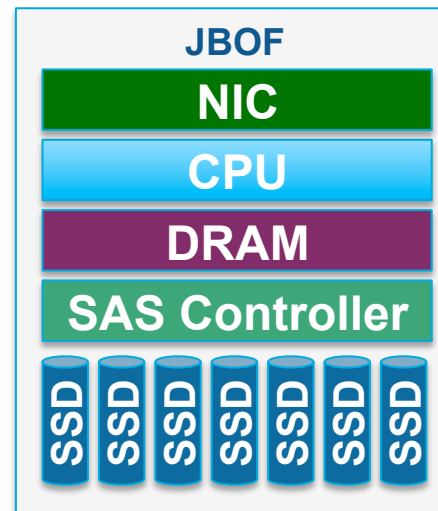 JBOF
NIC
CPU
DRAM
SAS Controller
SSD SSD SSD SSD SSD SSD SSD